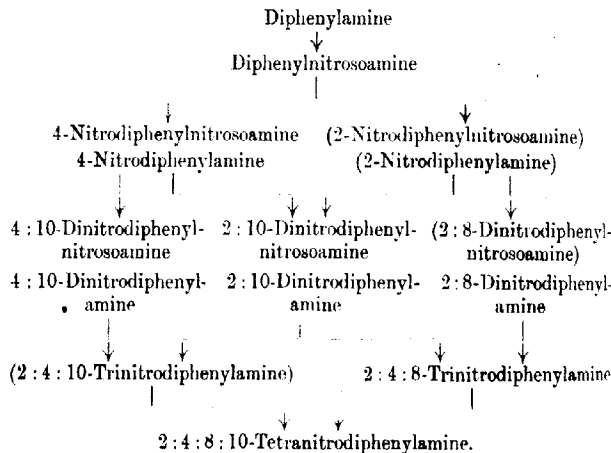 Diphenylamine
Diphenylnitrosoamine
4-Nitrodiphenylnitrosoamine (2-Nitrodiphenylnitrosoamine)
4-Nitrodiphenylamine (2-Nitrodiphenylamine)
4 : 10-Dinitrodiphenyl- 2 : 10-Dinitrodiphenyl- (2 : 8-Dinitrodiphenyl-
nitrosoamine nitrosoamine nitrosoamine)
4 : 10-Dinitrodiphenyl- 2 : 10-Dinitrodiphenyl- 2 : 8-Dinitrodiphenyl-
amine amine amine
(2 : 4 : 10-Trinitrodiphenylamine) 2 : 4 : 8-Trinitrodiphenylamine
2 : 4 : 8 : 10-Tetranitrodiphenylamine.